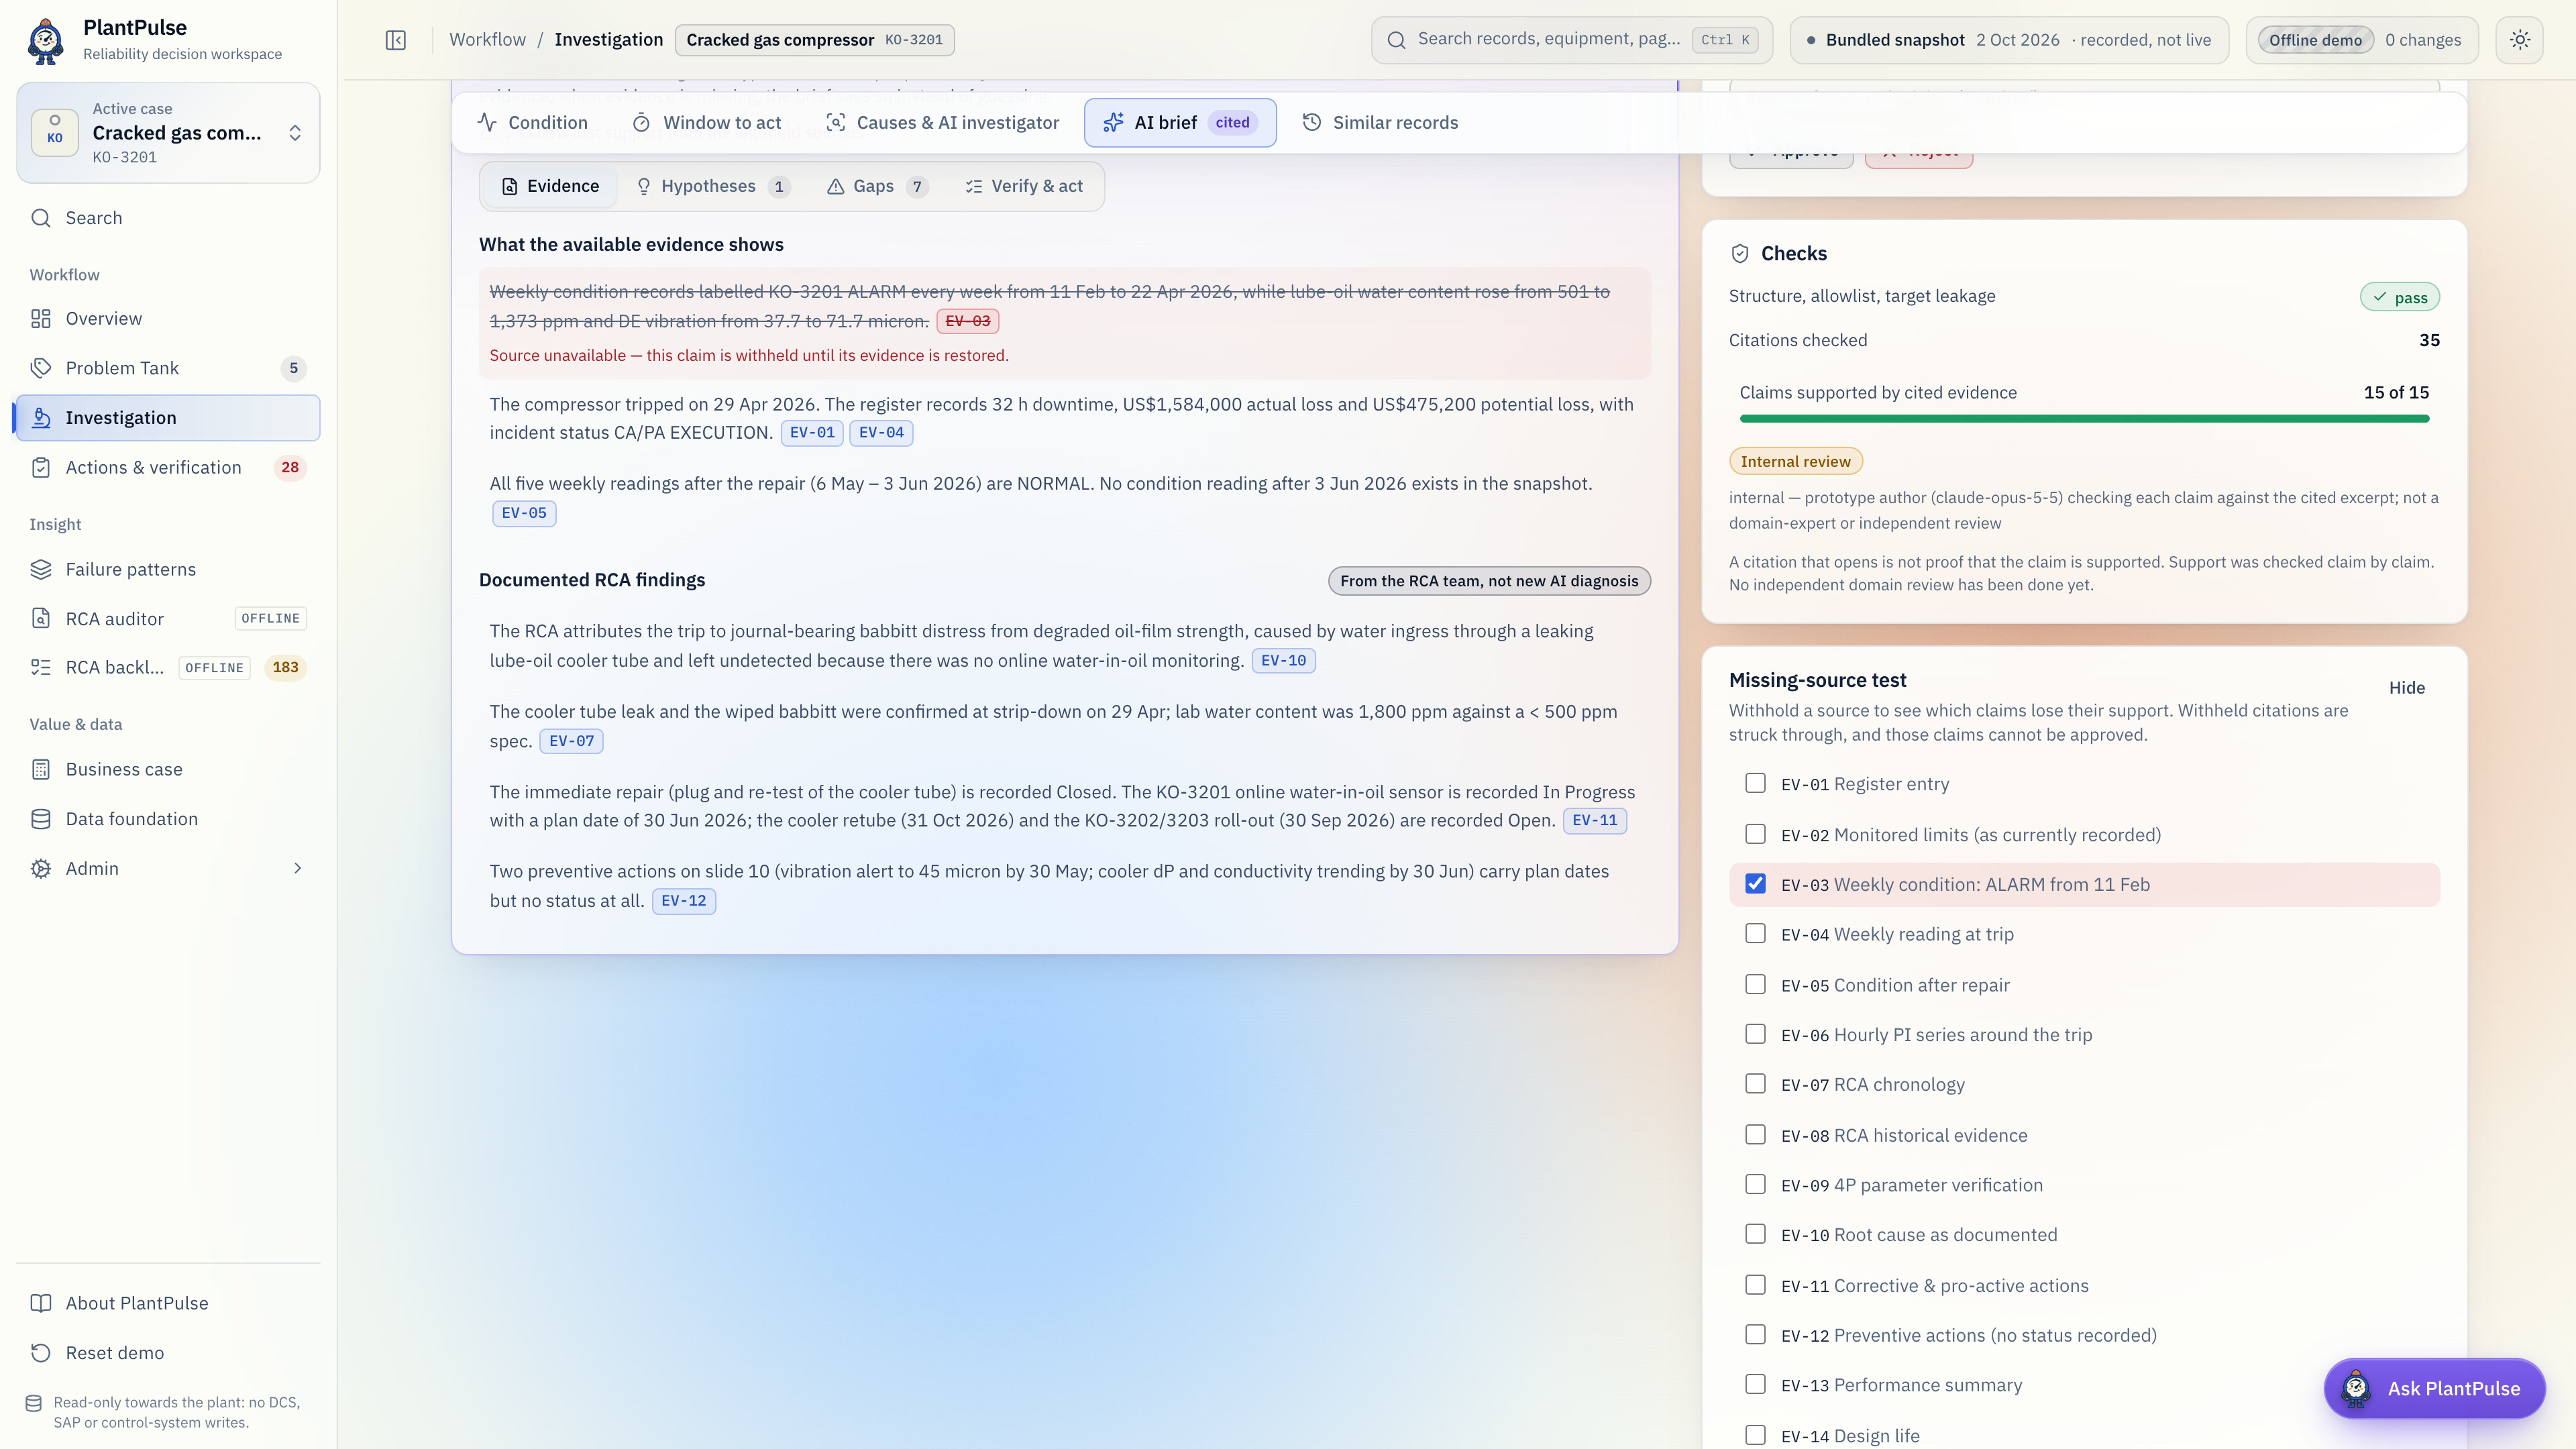 PlantPulse
Reliability decision workspace
Active case
KO
Cracked gas com...
KO-3201
Search
Workflow
Overview
Problem Tank 5
Investigation
Actions & verification 28
Insight
Failure patterns
RCA auditor OFFLINE
RCA backl... OFFLINE 183
Value & data
Business case
Data foundation
Admin
About PlantPulse
Reset demo
Read-only towards the plant: no DCS,
SAP or control-system writes.
Workflow / Investigation Cracked gas compressor KO-3201
Search records, equipment, pag... Ctrl K
Bundled snapshot 2 Oct 2026 · recorded, not live
Offline demo 0 changes
Condition Window to act Causes & AI investigator AI brief cited Similar records
Evidence Hypotheses 1 Gaps 7 Verify & act
What the available evidence shows
Weekly condition records labelled KO-3201 ALARM every week from 11 Feb to 22 Apr 2026, while lube-oil water content rose from 501 to
1,373 ppm and DE vibration from 37.7 to 71.7 micron. EV-03
Source unavailable — this claim is withheld until its evidence is restored.
The compressor tripped on 29 Apr 2026. The register records 32 h downtime, US$1,584,000 actual loss and US$475,200 potential loss, with
incident status CA/PA EXECUTION. EV-01 EV-04
All five weekly readings after the repair (6 May – 3 Jun 2026) are NORMAL. No condition reading after 3 Jun 2026 exists in the snapshot.
EV-05
Documented RCA findings
From the RCA team, not new AI diagnosis
The RCA attributes the trip to journal-bearing babbitt distress from degraded oil-film strength, caused by water ingress through a leaking
lube-oil cooler tube and left undetected because there was no online water-in-oil monitoring. EV-10
The cooler tube leak and the wiped babbitt were confirmed at strip-down on 29 Apr; lab water content was 1,800 ppm against a < 500 ppm
spec. EV-07
The immediate repair (plug and re-test of the cooler tube) is recorded Closed. The KO-3201 online water-in-oil sensor is recorded In Progress
with a plan date of 30 Jun 2026; the cooler retube (31 Oct 2026) and the KO-3202/3203 roll-out (30 Sep 2026) are recorded Open. EV-11
Two preventive actions on slide 10 (vibration alert to 45 micron by 30 May; cooler dP and conductivity trending by 30 Jun) carry plan dates
but no status at all. EV-12
Approve Reject
Checks
Structure, allowlist, target leakage pass
Citations checked 35
Claims supported by cited evidence 15 of 15
Internal review
internal — prototype author (claude-opus-5-5) checking each claim against the cited excerpt; not a
domain-expert or independent review
A citation that opens is not proof that the claim is supported. Support was checked claim by claim.
No independent domain review has been done yet.
Missing-source test
Hide
Withhold a source to see which claims lose their support. Withheld citations are
struck through, and those claims cannot be approved.
EV-01 Register entry
EV-02 Monitored limits (as currently recorded)
EV-03 Weekly condition: ALARM from 11 Feb
EV-04 Weekly reading at trip
EV-05 Condition after repair
EV-06 Hourly PI series around the trip
EV-07 RCA chronology
EV-08 RCA historical evidence
EV-09 4P parameter verification
EV-10 Root cause as documented
EV-11 Corrective & pro-active actions
EV-12 Preventive actions (no status recorded)
EV-13 Performance summary
EV-14 Design life
Ask PlantPulse